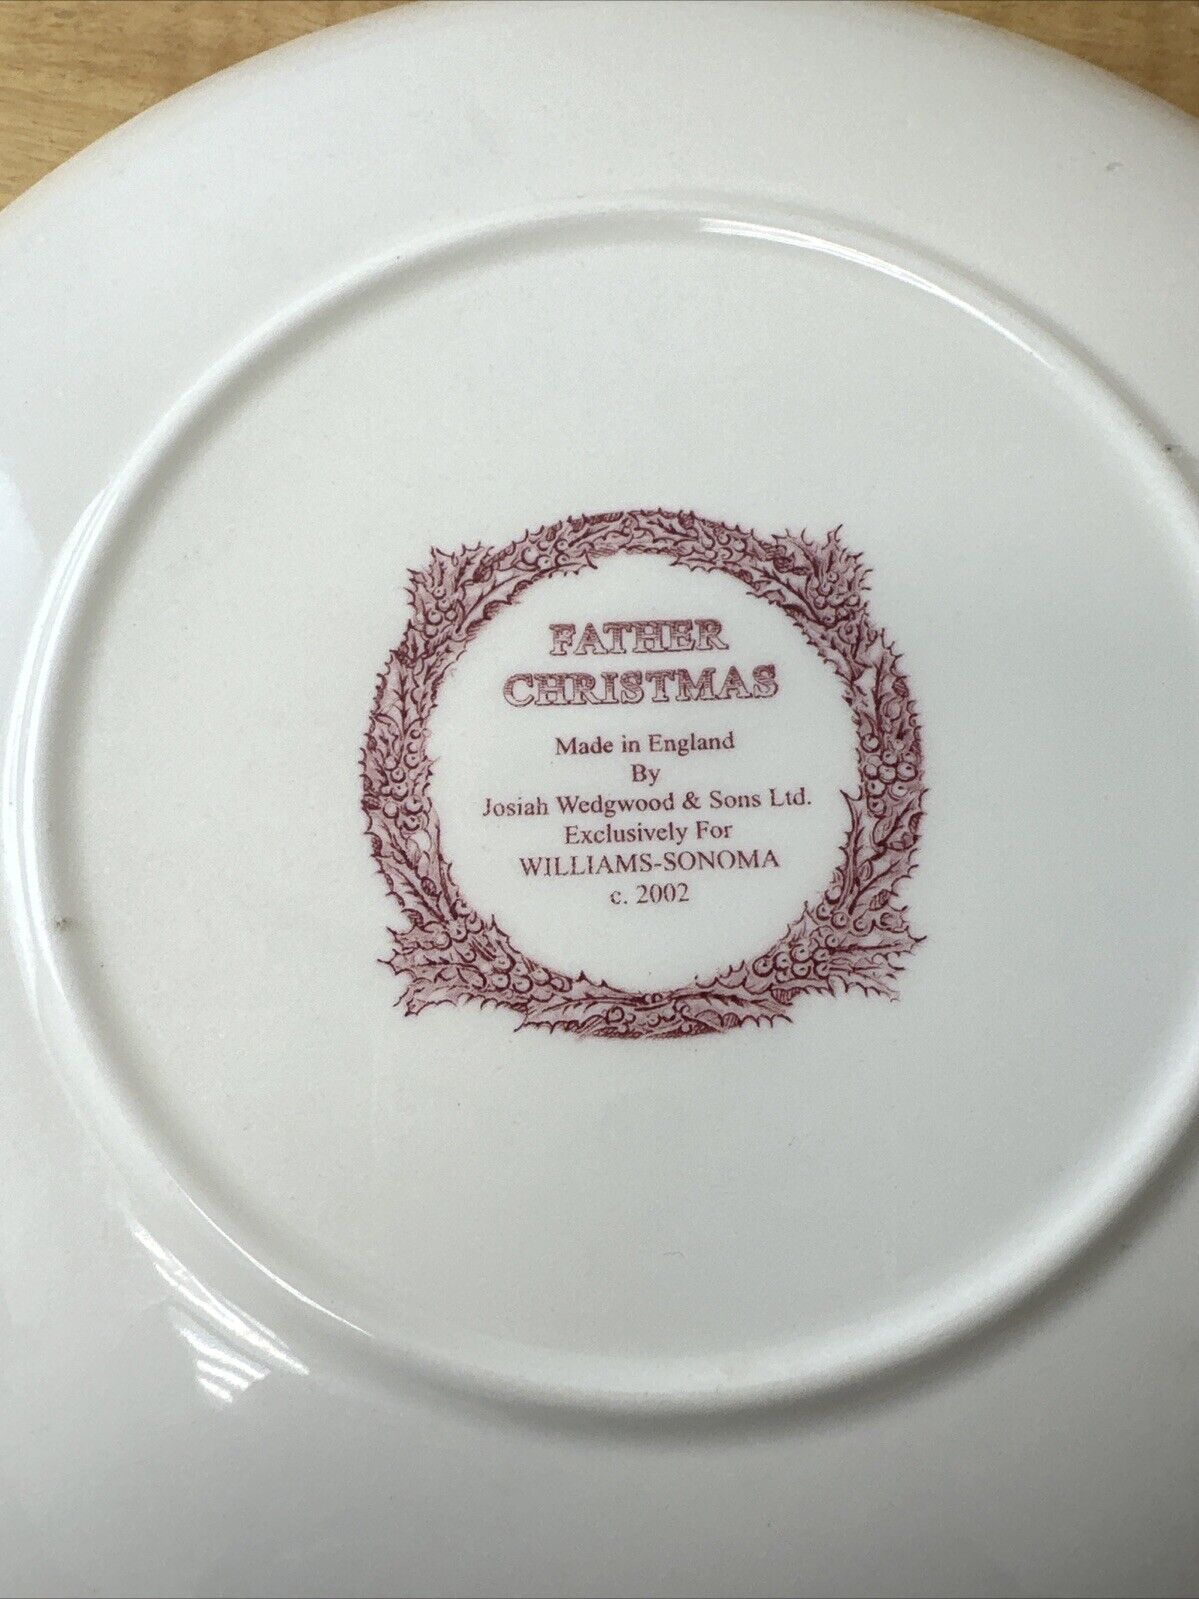 FATHER
CHRISTMAS
Made in England
By
Josiah Wedgwood & Sons Ltd.
Exclusively For
WILLIAMS-SONOMA
c. 2002